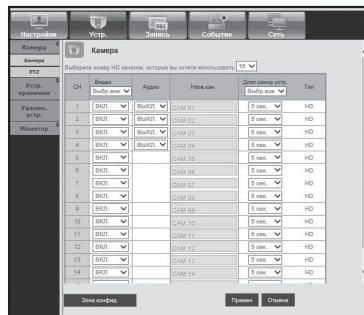 Настройки Устр. Запись Событие Сеть
Камера
Камера
PTZ
Устр. хранения
Удален. устр.
Монитор
Камера
Выберите номер HD каналов, которые вы хотите использовать 16
CH Видео Выбр.все Аудио Назв.кан. Длит.секвор.устр. Выбр.все Тип
1 ВКЛ. ВЫКЛ. CAM 01 5 сек. HD
2 ВКЛ. ВЫКЛ. CAM 02 5 сек. HD
3 ВКЛ. ВЫКЛ. CAM 03 5 сек. HD
4 ВКЛ. ВЫКЛ. CAM 04 5 сек. HD
5 ВКЛ. CAM 05 5 сек. HD
6 ВКЛ. CAM 06 5 сек. HD
7 ВКЛ. CAM 07 5 сек. HD
8 ВКЛ. CAM 08 5 сек. HD
9 ВКЛ. CAM 09 5 сек. HD
10 ВКЛ. CAM 10 5 сек. HD
11 ВКЛ. CAM 11 5 сек. HD
12 ВКЛ. CAM 12 5 сек. HD
13 ВКЛ. CAM 13 5 сек. HD
14 ВКЛ. CAM 14 5 сек. HD
Зона конфид. Примен Отмена